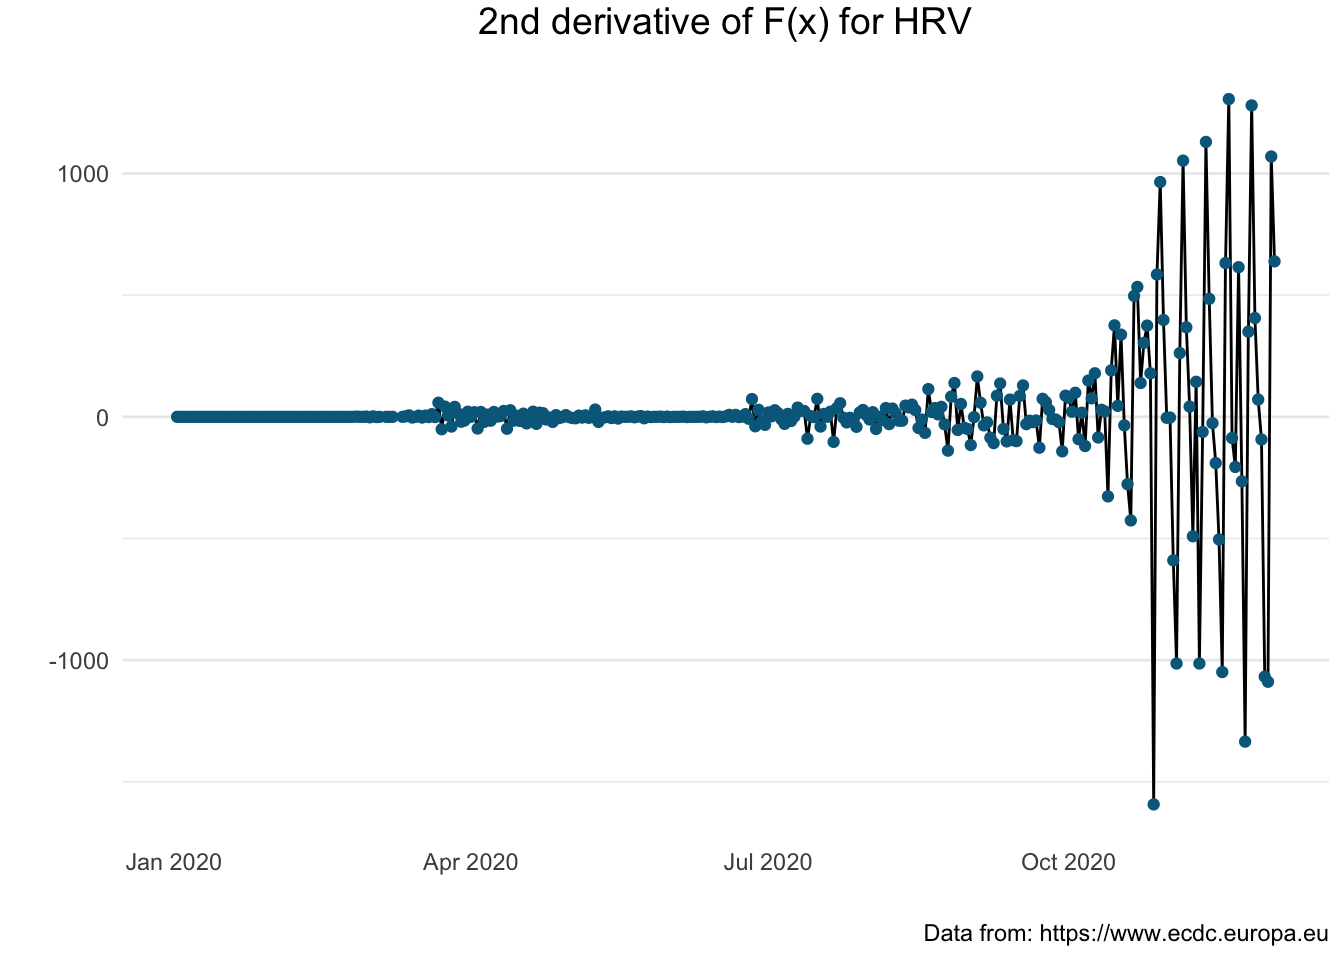 2nd derivative of F(x) for HRV
1000
0
-1000
Jan 2020 Apr 2020 Jul 2020 Oct 2020
Data from: https://www.ecdc.europa.eu